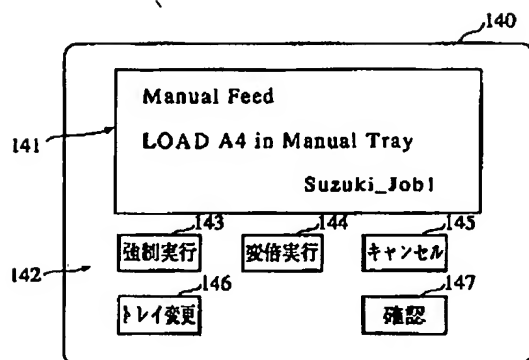 140
Manual Feed
141
LOAD A4 in Manual Tray
Suzuki_Job1
143 144 145
強制実行 変倍実行 キャンセル
142
146 147
トレイ変更 確認